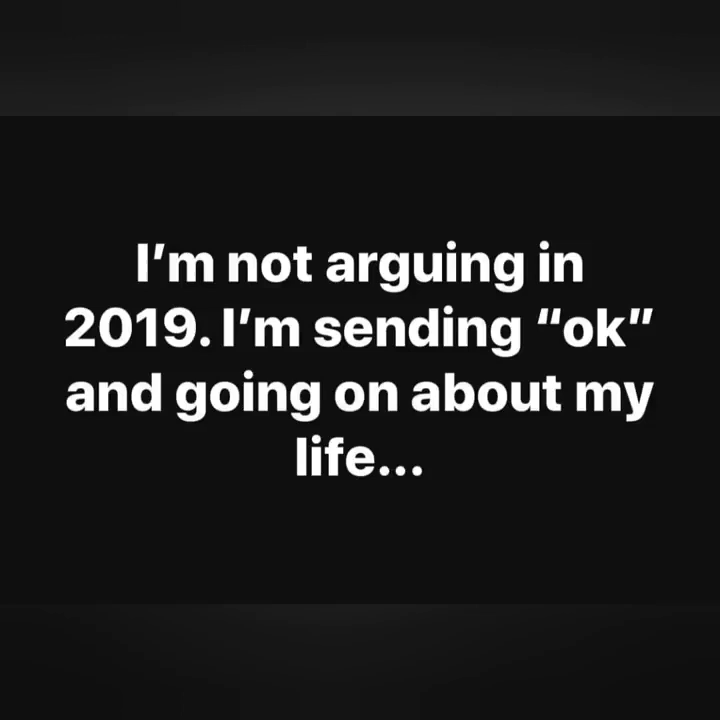 I’m not arguing in
2019. I’m sending “ok”
and going on about my
life...